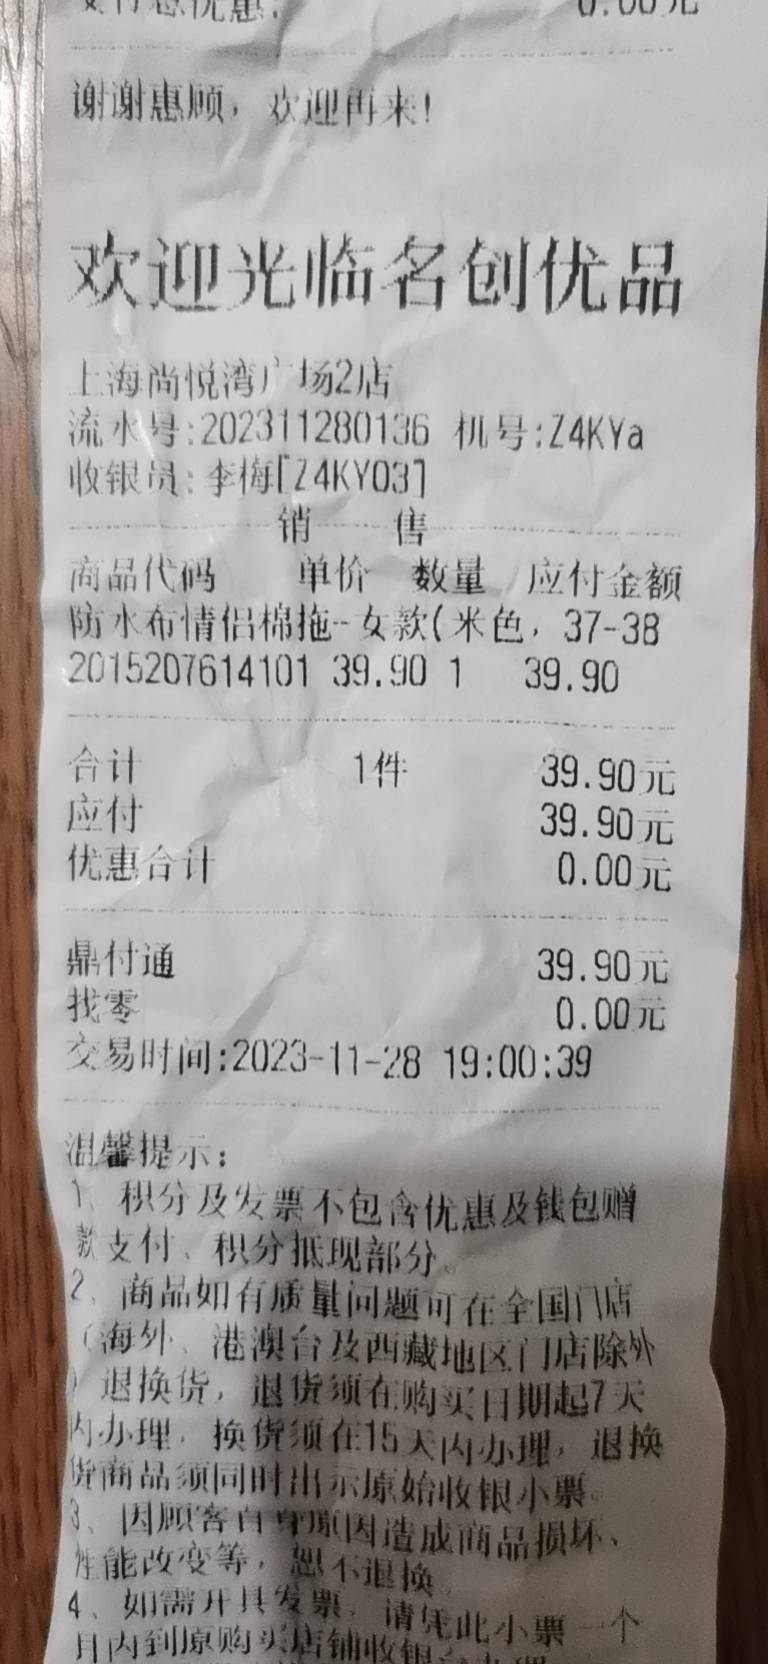 支付总优惠: 0.00元
谢谢惠顾，欢迎再来!
欢迎光临名创优品
上海尚悦湾广场2店
流水号:202311280136 机号:Z4KYa
收银员:李梅[Z4KY03]
销 售
商品代码 单价 数量 应付金额
防水布情侣棉拖--女款(米色，37-38
2015207614101 39.90 1 39.90
合计 1件 39.90元
应付 39.90元
优惠合计 0.00元
鼎付通 39.90元
找零 0.00元
交易时间:2023-11-28 19:00:39
温馨提示:
1、积分及发票不包含优惠及钱包赠
款支付、积分抵现部分。
2、商品如有质量问题可在全国门店
（海外、港澳台及西藏地区门店除外
）退换货，退货须在购买日期起7天
内办理，换货须在15天内办理，退换
货商品须同时出示原始收银小票。
3、因顾客自身原因造成商品损坏、
性能改变等，恕不退换。
4、如需开具发票，请凭此小票一个
月内到原购买店铺收银台办理